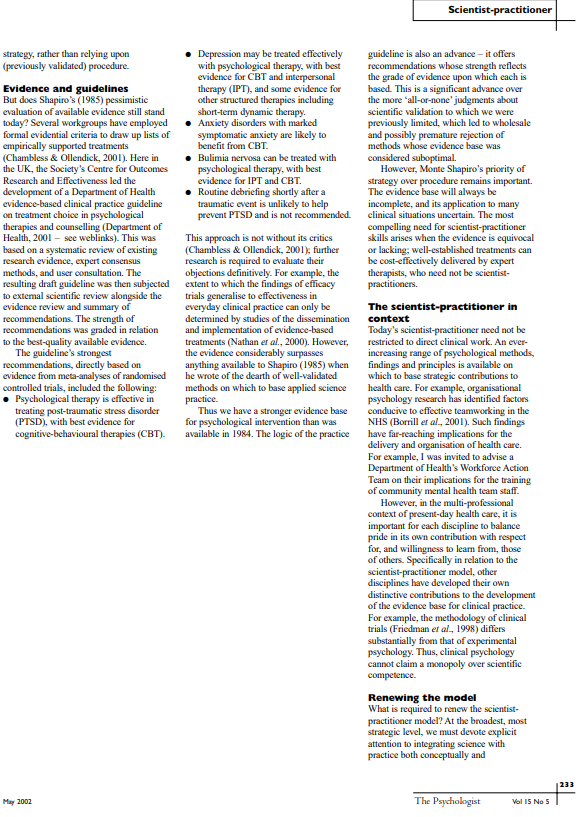 Scientist-practitioner
strategy, rather than relying upon
(previously validated) procedure.
Evidence and guidelines
But does Shapiro's (1985) pessimistic
evaluation of available evidence still stand
today? Several workgroups have employed
formal evidential criteria to draw up lists of
empirically supported treatments
(Chambless & Ollendick, 2001). Here in
the UK, the Society's Centre for Outcomes
Research and Effectiveness led the
development of a Department of Health
evidence-based clinical practice guideline
on treatment choice in psychological
therapies and counselling (Department of
Health, 2001 – see weblinks). This was
based on a systematic review of existing
research evidence, expert consensus
methods, and user consultation. The
resulting draft guideline was then subjected
to external scientific review alongside the
evidence review and summary of
recommendations. The strength of
recommendations was graded in relation
to the best-quality available evidence.
The guideline's strongest
recommendations, directly based on
evidence from meta-analyses of randomised
controlled trials, included the following:
● Psychological therapy is effective in
treating post-traumatic stress disorder
(PTSD), with best evidence for
cognitive-behavioural therapies (CBT).
● Depression may be treated effectively
with psychological therapy, with best
evidence for CBT and interpersonal
therapy (IPT), and some evidence for
other structured therapies including
short-term dynamic therapy.
● Anxiety disorders with marked
symptomatic anxiety are likely to
benefit from CBT.
● Bulimia nervosa can be treated with
psychological therapy, with best
evidence for IPT and CBT.
● Routine debriefing shortly after a
traumatic event is unlikely to help
prevent PTSD and is not recommended.
This approach is not without its critics
(Chambless & Ollendick, 2001); further
research is required to evaluate their
objections definitively. For example, the
extent to which the findings of efficacy
trials generalise to effectiveness in
everyday clinical practice can only be
determined by studies of the dissemination
and implementation of evidence-based
treatments (Nathan et al., 2000). However,
the evidence considerably surpasses
anything available to Shapiro (1985) when
he wrote of the dearth of well-validated
methods on which to base applied science
practice.
Thus we have a stronger evidence base
for psychological intervention than was
available in 1984. The logic of the practice
guideline is also an advance – it offers
recommendations whose strength reflects
the grade of evidence upon which each is
based. This is a significant advance over
the more 'all-or-none' judgments about
scientific validation to which we were
previously limited, which led to wholesale
and possibly premature rejection of
methods whose evidence base was
considered suboptimal.
However, Monte Shapiro's priority of
strategy over procedure remains important.
The evidence base will always be
incomplete, and its application to many
clinical situations uncertain. The most
compelling need for scientist-practitioner
skills arises when the evidence is equivocal
or lacking; well-established treatments can
be cost-effectively delivered by expert
therapists, who need not be scientist-
practitioners.
The scientist-practitioner in
context
Today's scientist-practitioner need not be
restricted to direct clinical work. An ever-
increasing range of psychological methods,
findings and principles is available on
which to base strategic contributions to
health care. For example, organisational
psychology research has identified factors
conducive to effective teamworking in the
NHS (Borrill et al., 2001). Such findings
have far-reaching implications for the
delivery and organisation of health care.
For example, I was invited to advise a
Department of Health's Workforce Action
Team on their implications for the training
of community mental health team staff.
However, in the multi-professional
context of present-day health care, it is
important for each discipline to balance
pride in its own contribution with respect
for, and willingness to learn from, those
of others. Specifically in relation to the
scientist-practitioner model, other
disciplines have developed their own
distinctive contributions to the development
of the evidence base for clinical practice.
For example, the methodology of clinical
trials (Friedman et al., 1998) differs
substantially from that of experimental
psychology. Thus, clinical psychology
cannot claim a monopoly over scientific
competence.
Renewing the model
What is required to renew the scientist-
practitioner model? At the broadest, most
strategic level, we must devote explicit
attention to integrating science with
practice both conceptually and
233
May 2002
The Psychologist Vol 15 No 5